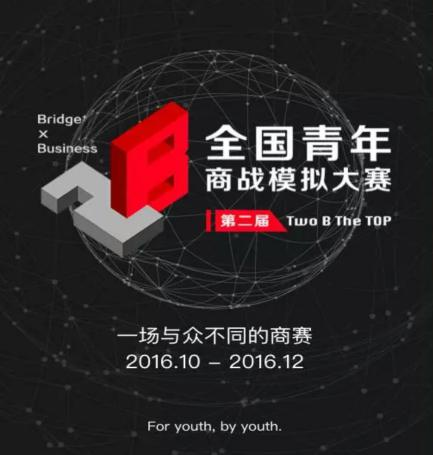 Bridge
×
Business
2B
全国青年
商战模拟大赛
第二届 Two B The TOP
一场与众不同的商赛
2016.10 – 2016.12
For youth, by youth.